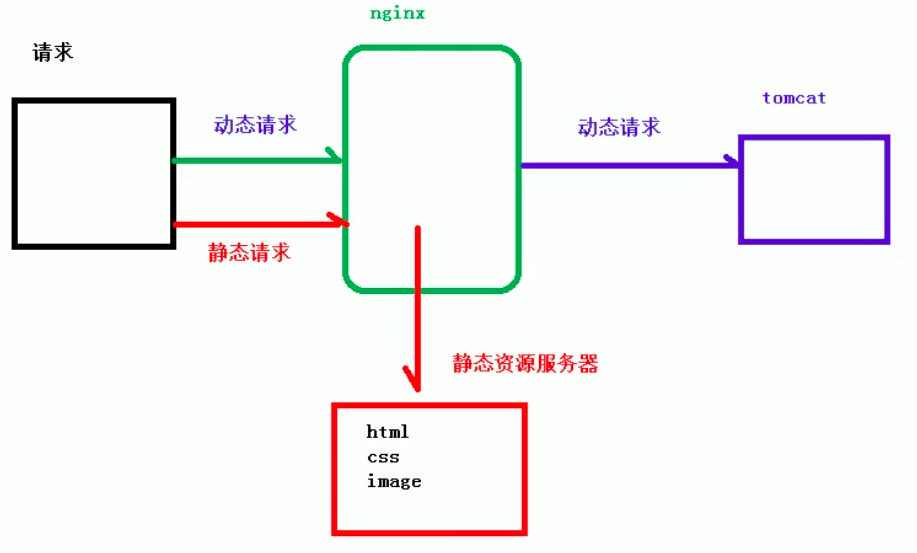 nginx
请求
tomcat
动态请求
动态请求
静态请求
静态资源服务器
html
css
image